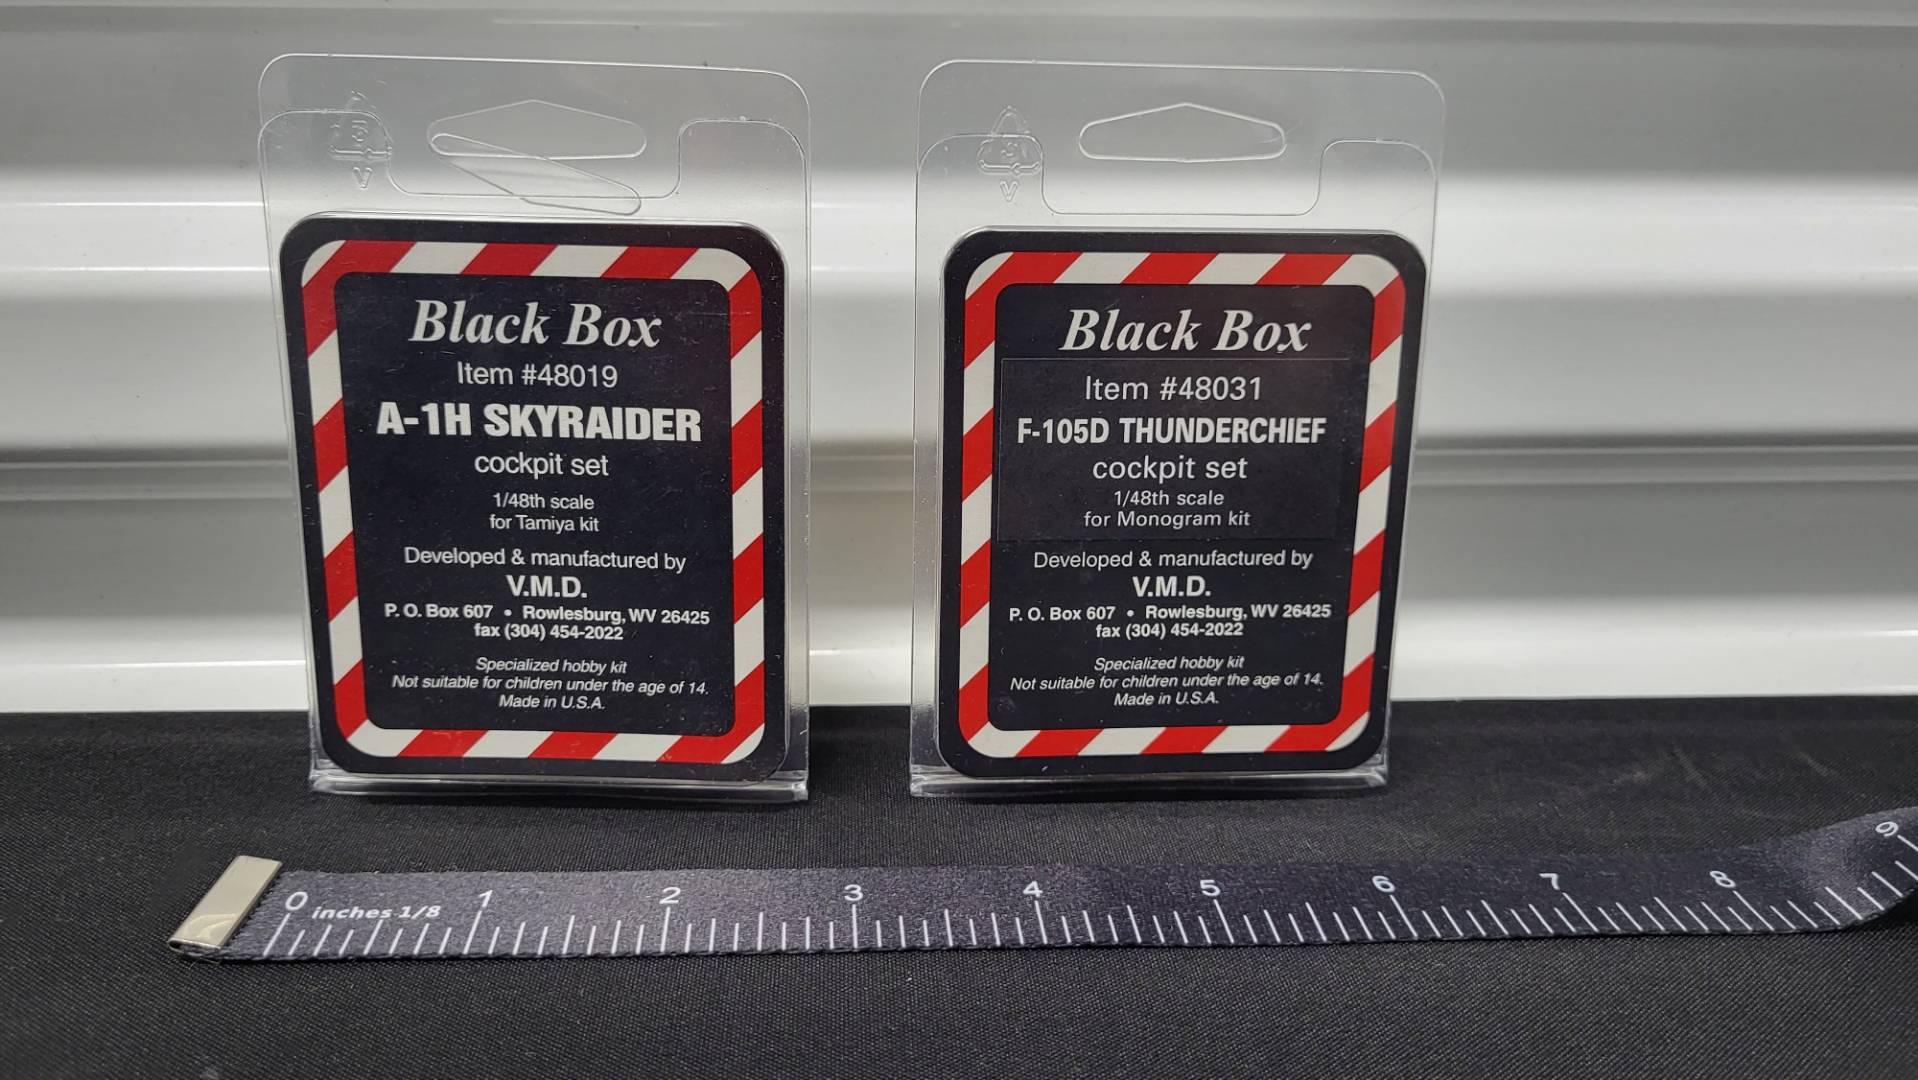 Black Box
Item #48019
A-1H SKYRAIDER
cockpit set
1/48th scale
for Tamiya kit
Developed & manufactured by
V.M.D.
P. O. Box 607 • Rowlesburg, WV 26425
fax (304) 454-2022
Specialized hobby kit
Not suitable for children under the age of 14.
Made in U.S.A.
Black Box
Item #48031
F-105D THUNDERCHIEF
cockpit set
1/48th scale
for Monogram kit
Developed & manufactured by
V.M.D.
P. O. Box 607 • Rowlesburg, WV 26425
fax (304) 454-2022
Specialized hobby kit
Not suitable for children under the age of 14.
Made in U.S.A.
0 inches 1/8 1 2 3 4 5 6 7 8 9